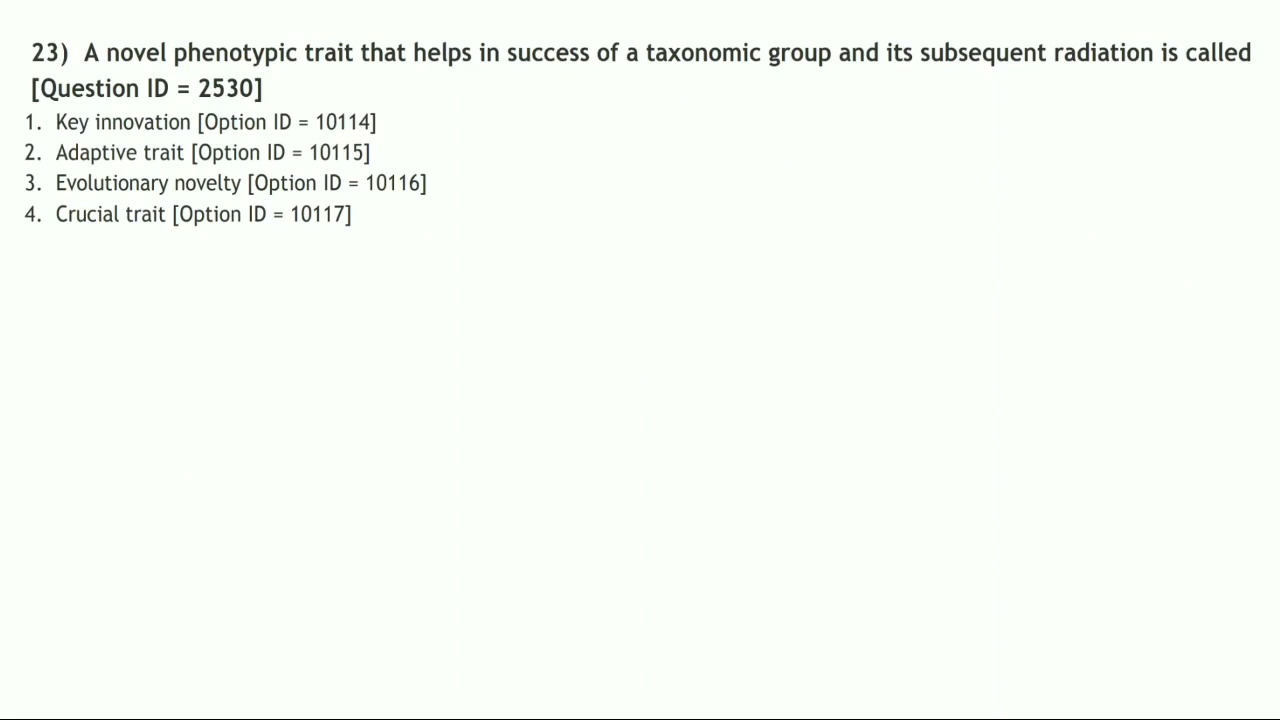 23) A novel phenotypic trait that helps in success of a taxonomic group and its subsequent radiation is called
[Question ID = 2530]
1. Key innovation [Option ID = 10114]
2. Adaptive trait [Option ID = 10115]
3. Evolutionary novelty [Option ID = 10116]
4. Crucial trait [Option ID = 10117]